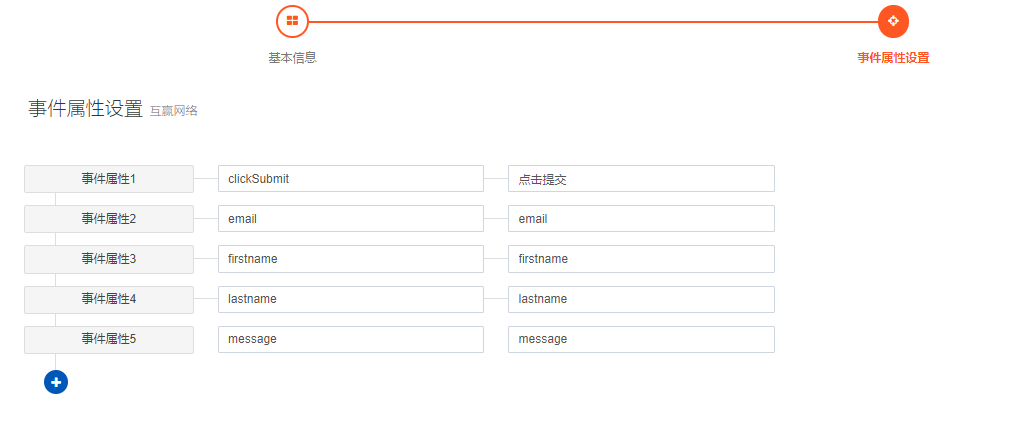 基本信息
事件属性设置
事件属性设置 互赢网络
事件属性1 clickSubmit 点击提交
事件属性2 email email
事件属性3 firstname firstname
事件属性4 lastname lastname
事件属性5 message message